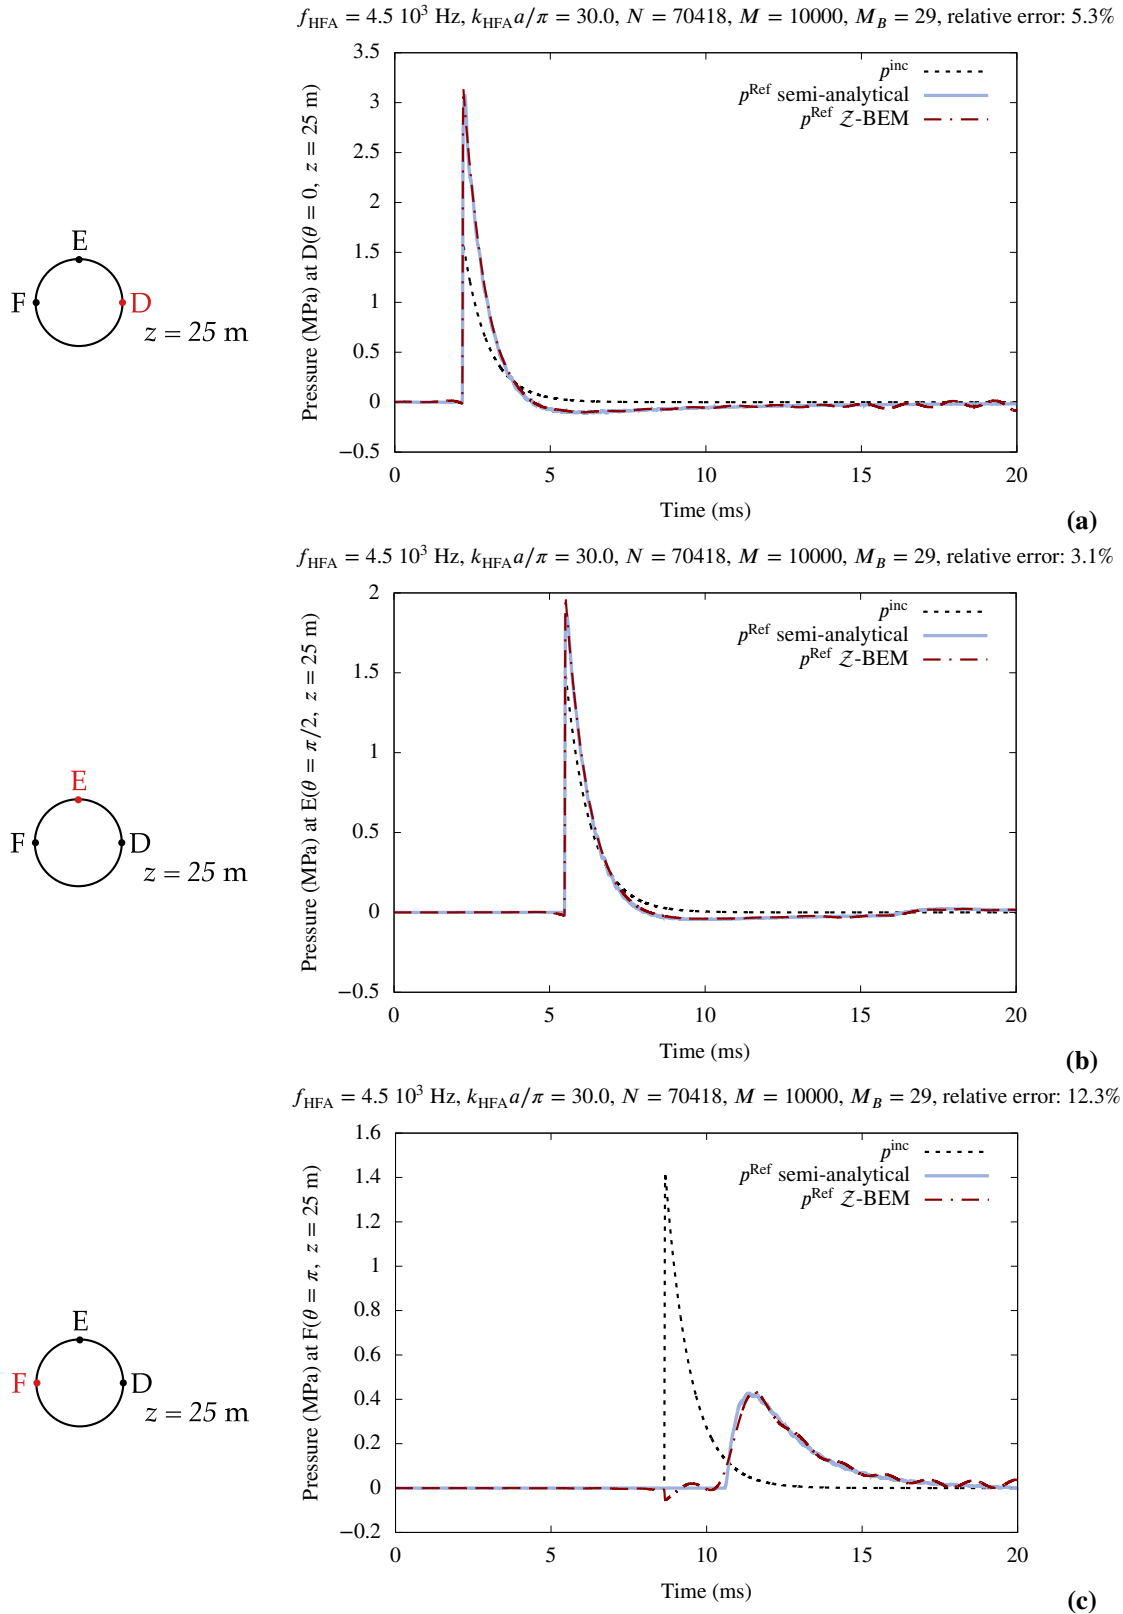 f_HFA = 4.5 10³ Hz, k_HFA a/π = 30.0, N = 70418, M = 10000, M_B = 29, relative error: 5.3%
Pressure (MPa) at D(θ = 0, z = 25 m)
3.5
3
2.5
2
1.5
1
0.5
0
−0.5
p^inc
p^Ref semi-analytical
p^Ref 𝒵-BEM
E
F
D
z = 25 m
0 5 10 15 20
Time (ms)
(a)
f_HFA = 4.5 10³ Hz, k_HFA a/π = 30.0, N = 70418, M = 10000, M_B = 29, relative error: 3.1%
Pressure (MPa) at E(θ = π/2, z = 25 m)
2
1.5
1
0.5
0
−0.5
p^inc
p^Ref semi-analytical
p^Ref 𝒵-BEM
E
F
D
z = 25 m
0 5 10 15 20
Time (ms)
(b)
f_HFA = 4.5 10³ Hz, k_HFA a/π = 30.0, N = 70418, M = 10000, M_B = 29, relative error: 12.3%
Pressure (MPa) at F(θ = π, z = 25 m)
1.6
1.4
1.2
1
0.8
0.6
0.4
0.2
0
−0.2
p^inc
p^Ref semi-analytical
p^Ref 𝒵-BEM
E
F
D
z = 25 m
0 5 10 15 20
Time (ms)
(c)